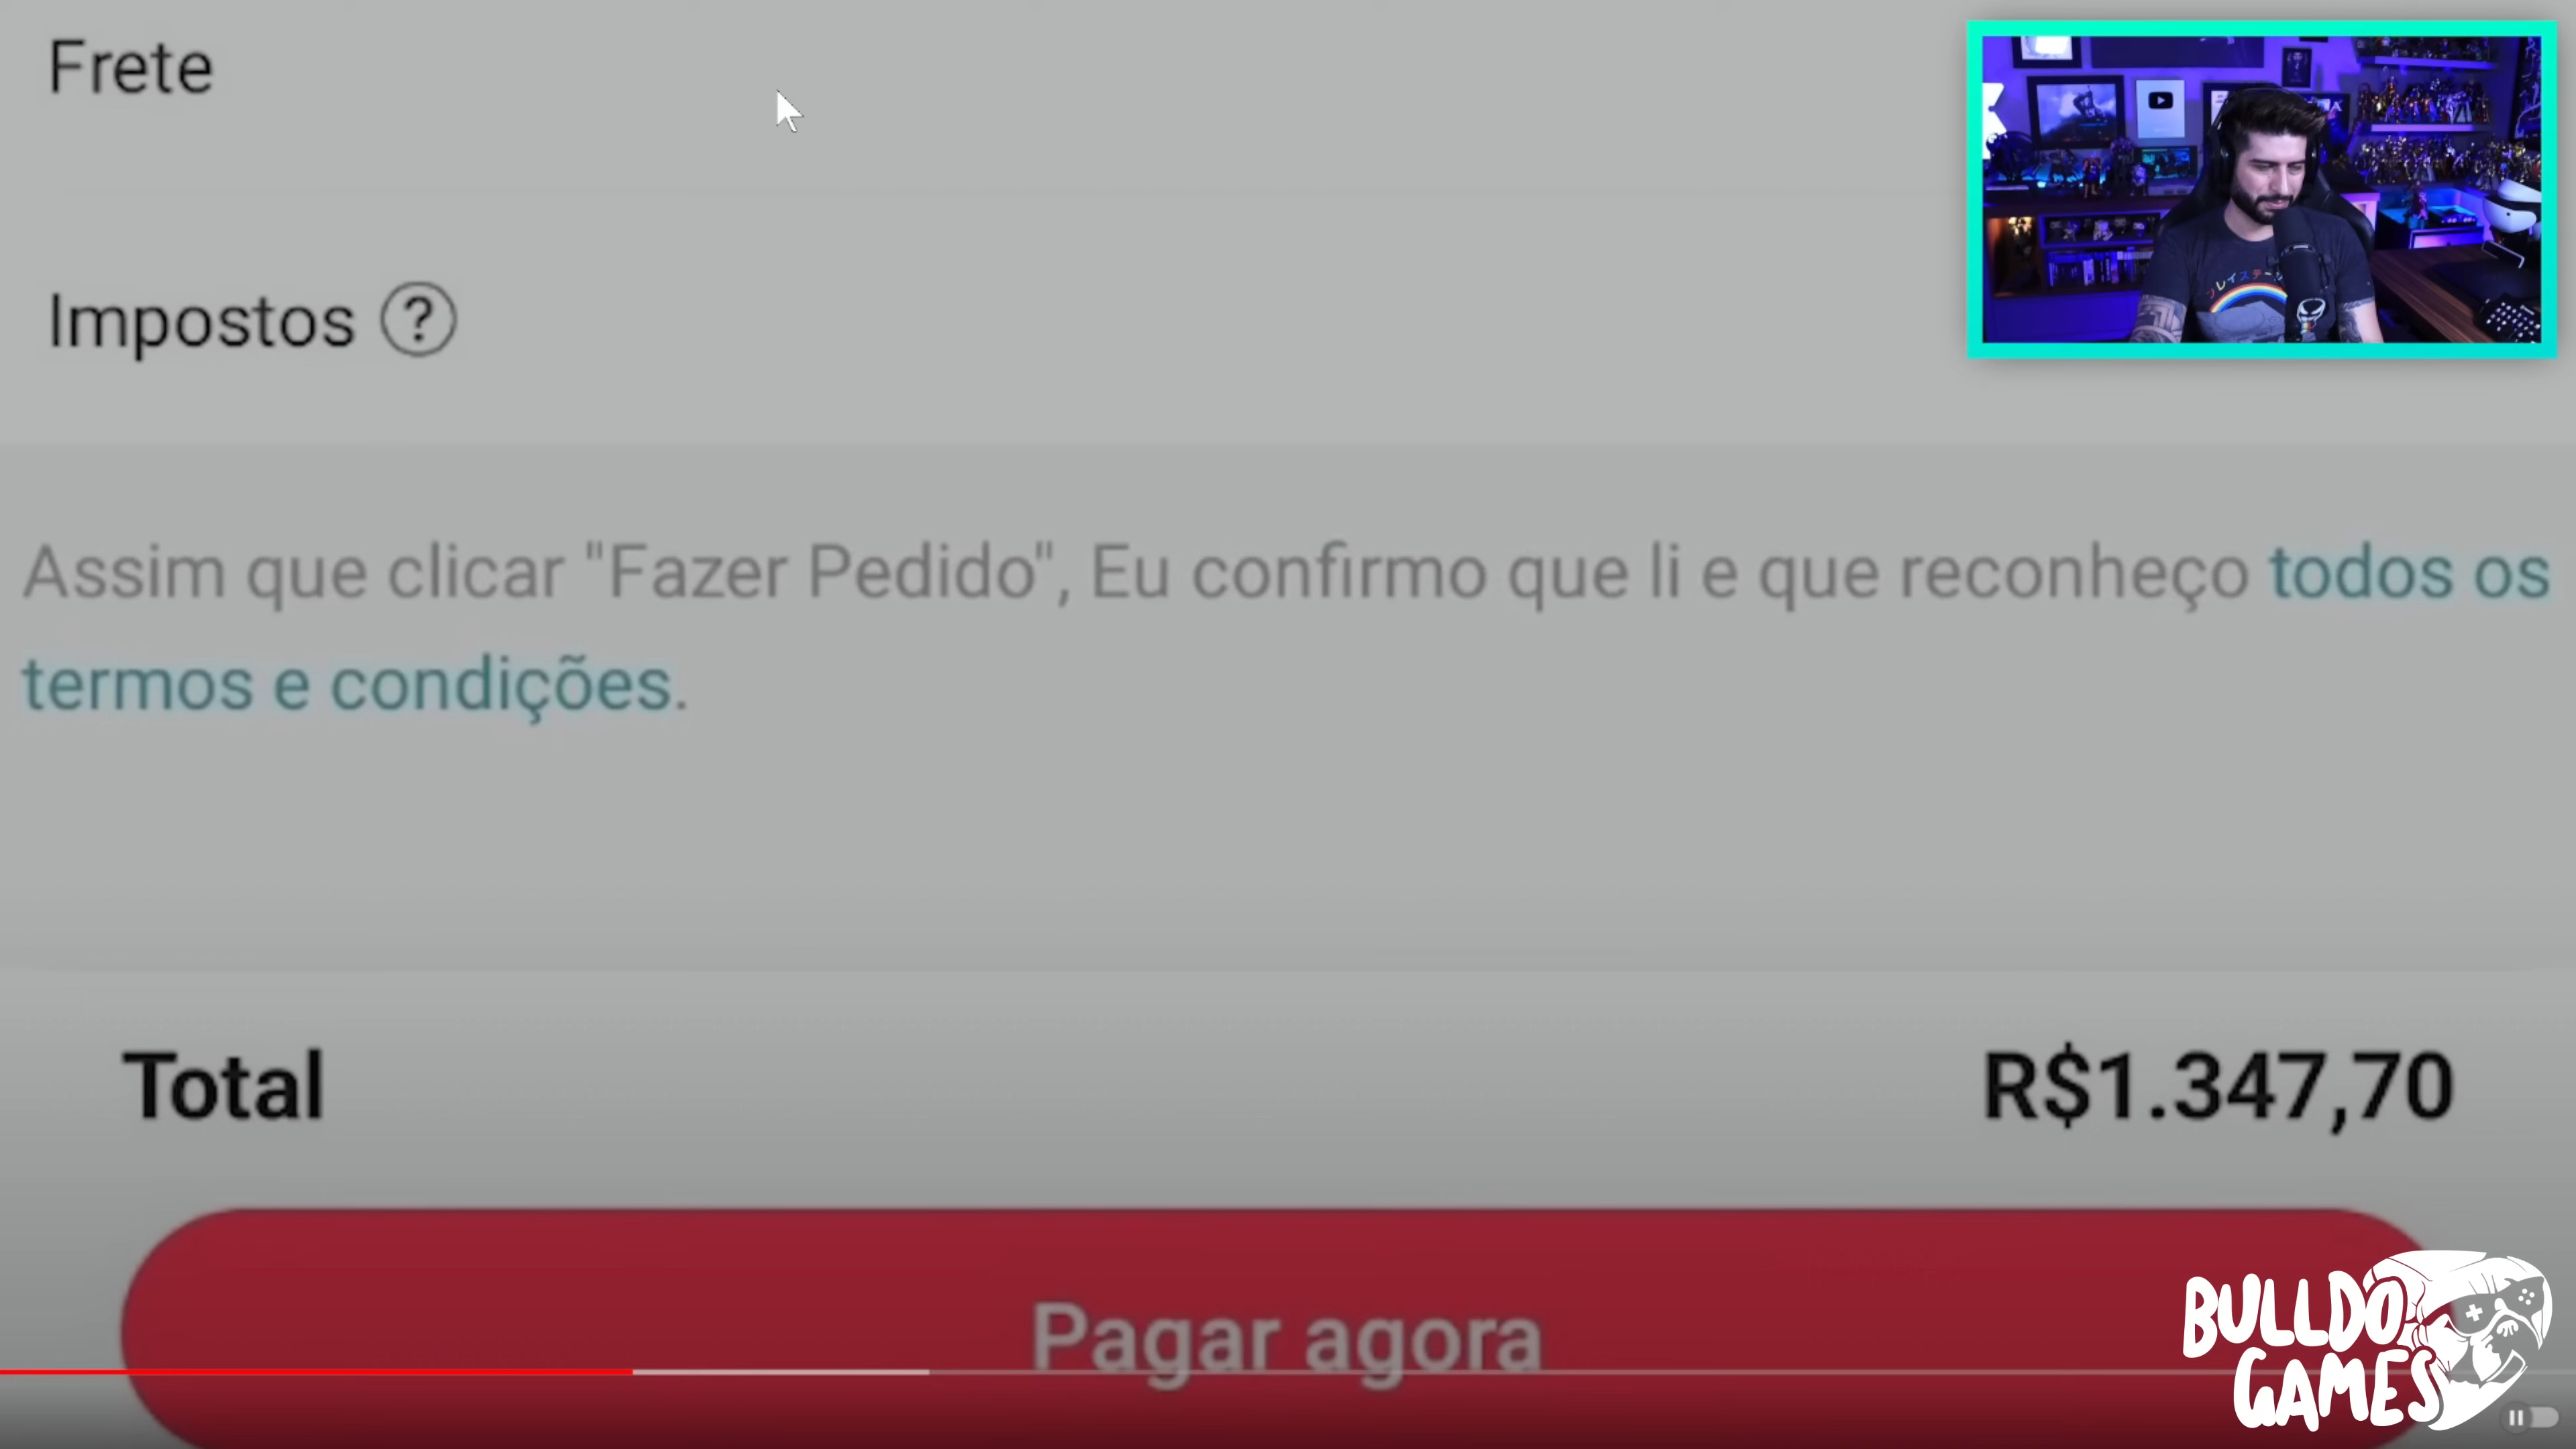 Frete
Impostos ?
Assim que clicar "Fazer Pedido", Eu confirmo que li e que reconheço todos os
termos e condições.
Total
R$1.347,70
Pagar agora
BULLDOG
GAMES